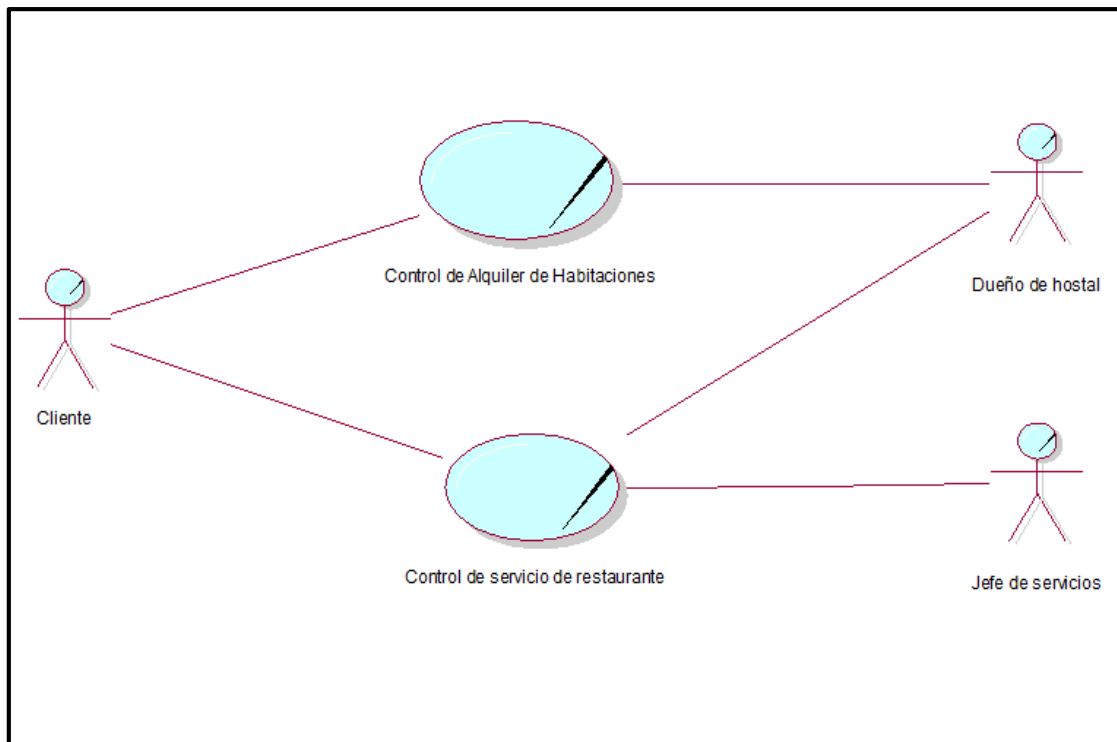 Control de Alquiler de Habitaciones
Dueño de hostal
Cliente
Control de servicio de restaurante
Jefe de servicios